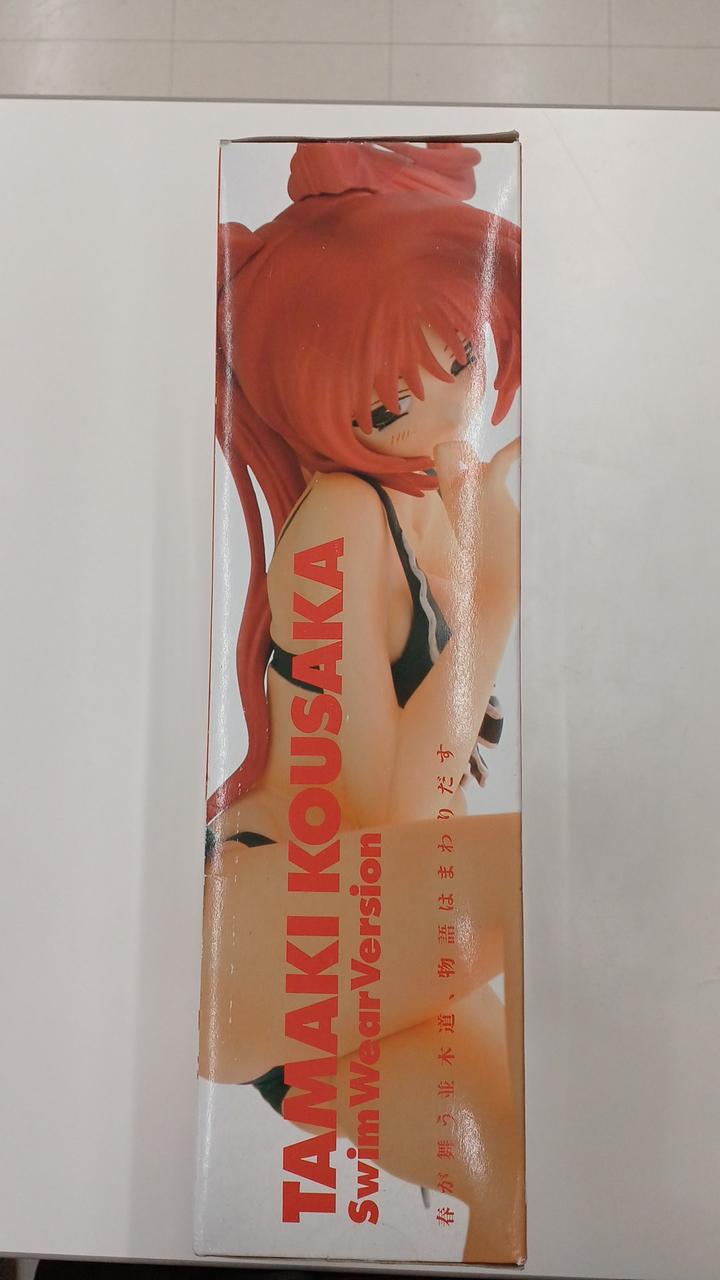 TAMAKI KOUSAKA
Swim Wear Version
春が舞う並木道、物語はまわりだす